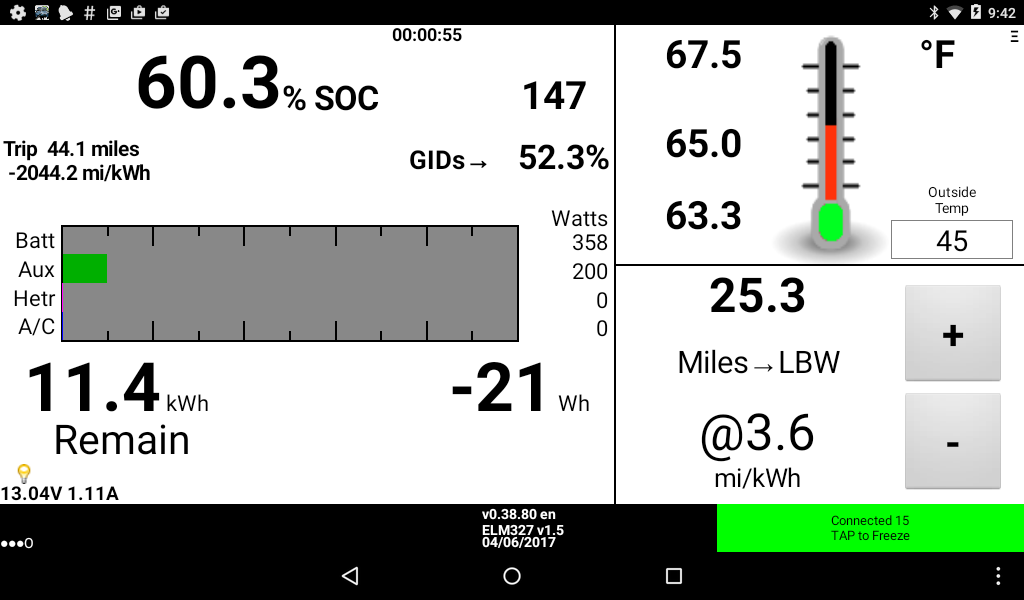 9:42
00:00:55
60.3% SOC
147
Trip 44.1 miles
-2044.2 mi/kWh
GIDs→ 52.3%
Watts
Batt 358
Aux 200
Hetr 0
A/C 0
11.4 kWh
Remain
-21 Wh
13.04V 1.11A
67.5
°F
65.0
63.3
Outside
Temp
45
25.3
Miles→LBW
@3.6
mi/kWh
+
-
v0.38.80 en
ELM327 v1.5
04/06/2017
Connected 15
TAP to Freeze